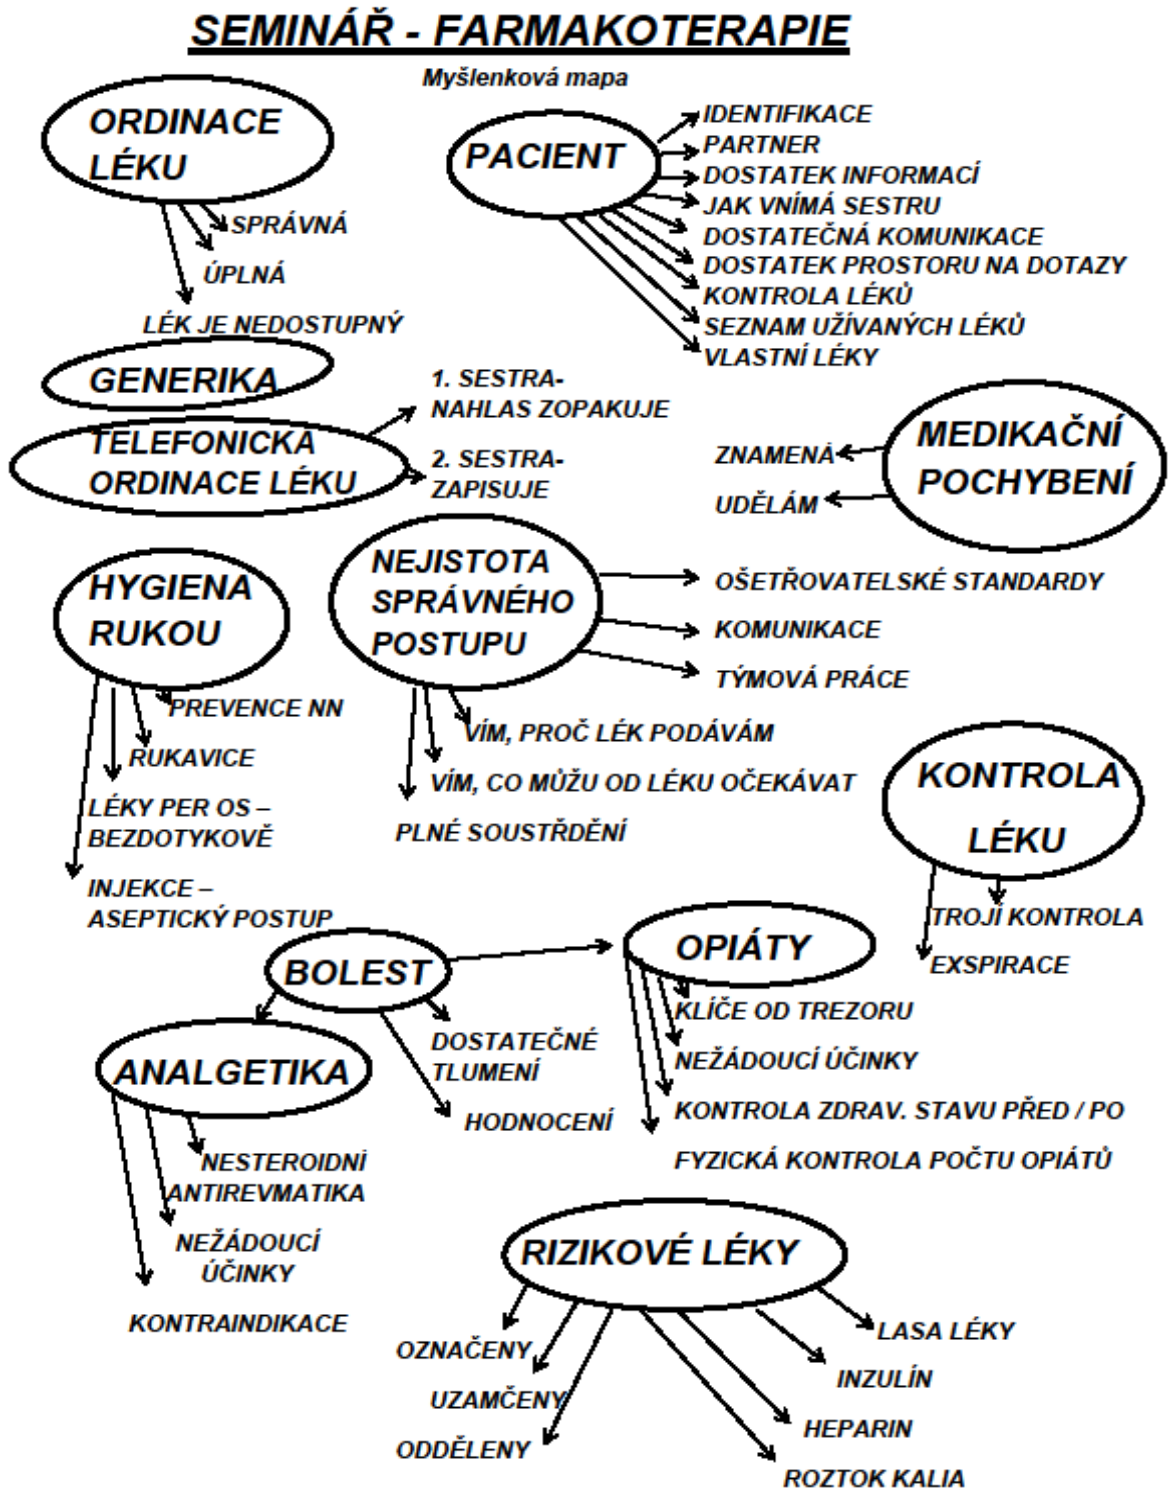 SEMINÁŘ - FARMAKOTERAPIE
Myšlenková mapa
ORDINACE
LÉKU
SPRÁVNÁ
ÚPLNÁ
LÉK JE NEDOSTUPNÝ
PACIENT
IDENTIFIKACE
PARTNER
DOSTATEK INFORMACÍ
JAK VNÍMÁ SESTRU
DOSTATEČNÁ KOMUNIKACE
DOSTATEK PROSTORU NA DOTAZY
KONTROLA LÉKŮ
SEZNAM UŽÍVANÝCH LÉKŮ
VLASTNÍ LÉKY
GENERIKA
TELEFONICKÁ
ORDINACE LÉKU
1. SESTRA-
NAHLAS ZOPAKUJE
2. SESTRA-
ZAPISUJE
MEDIKAČNÍ
POCHYBENÍ
ZNAMENÁ
UDĚLÁM
HYGIENA
RUKOU
PREVENCE NN
RUKAVICE
LÉKY PER OS –
BEZDOTYKOVĚ
INJEKCE –
ASEPTICKÝ POSTUP
NEJISTOTA
SPRÁVNÉHO
POSTUPU
OŠETŘOVATELSKÉ STANDARDY
KOMUNIKACE
TÝMOVÁ PRÁCE
VÍM, PROČ LÉK PODÁVÁM
VÍM, CO MŮŽU OD LÉKU OČEKÁVAT
PLNÉ SOUSTŘDĚNÍ
KONTROLA
LÉKU
TROJÍ KONTROLA
EXSPIRACE
BOLEST
DOSTATEČNÉ
TLUMENÍ
HODNOCENÍ
OPIÁTY
KLÍČE OD TREZORU
NEŽÁDOUCÍ ÚČINKY
KONTROLA ZDRAV. STAVU PŘED / PO
FYZICKÁ KONTROLA POČTU OPIÁTŮ
ANALGETIKA
NESTEROIDNÍ
ANTIREVMATIKA
NEŽÁDOUCÍ
ÚČINKY
KONTRAINDIKACE
RIZIKOVÉ LÉKY
OZNAČENY
UZAMČENY
ODDĚLENY
LASA LÉKY
INZULÍN
HEPARIN
ROZTOK KALIA